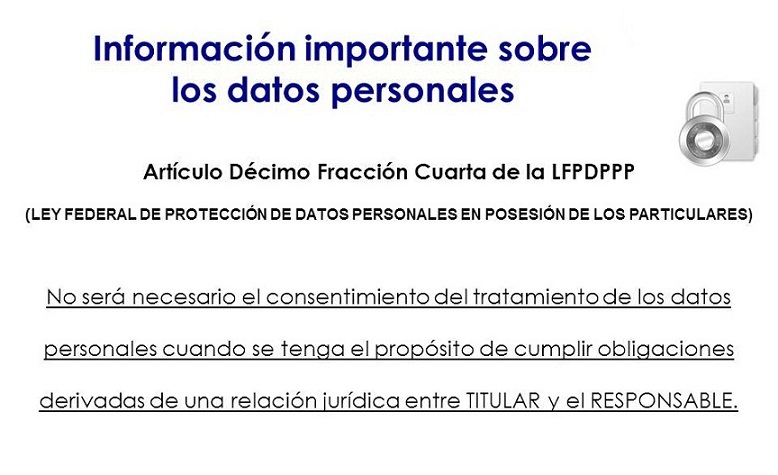 Información importante sobre
los datos personales
Artículo Décimo Fracción Cuarta de la LFPDPPP
(LEY FEDERAL DE PROTECCIÓN DE DATOS PERSONALES EN POSESIÓN DE LOS PARTICULARES)
No será necesario el consentimiento del tratamiento de los datos
personales cuando se tenga el propósito de cumplir obligaciones
derivadas de una relación jurídica entre TITULAR y el RESPONSABLE.